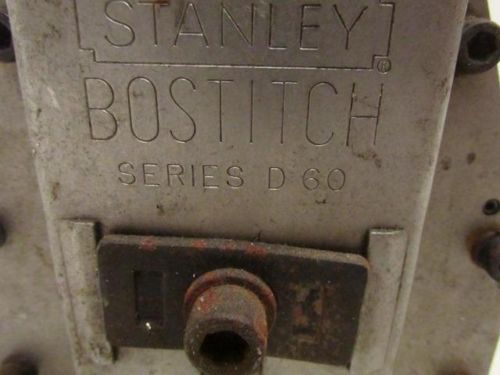 STANLEY
®
BOSTITCH
SERIES D 60